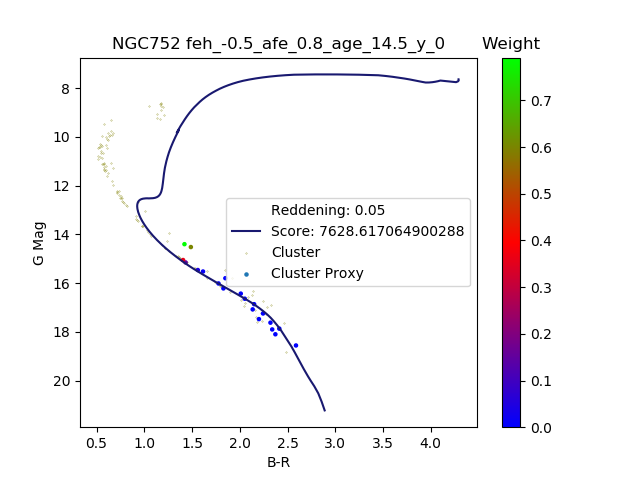 NGC752 feh_-0.5_afe_0.8_age_14.5_y_0
Weight
8
10
12
14
16
18
20
G Mag
0.5 1.0 1.5 2.0 2.5 3.0 3.5 4.0
B-R
Reddening: 0.05
Score: 7628.617064900288
Cluster
Cluster Proxy
0.7
0.6
0.5
0.4
0.3
0.2
0.1
0.0